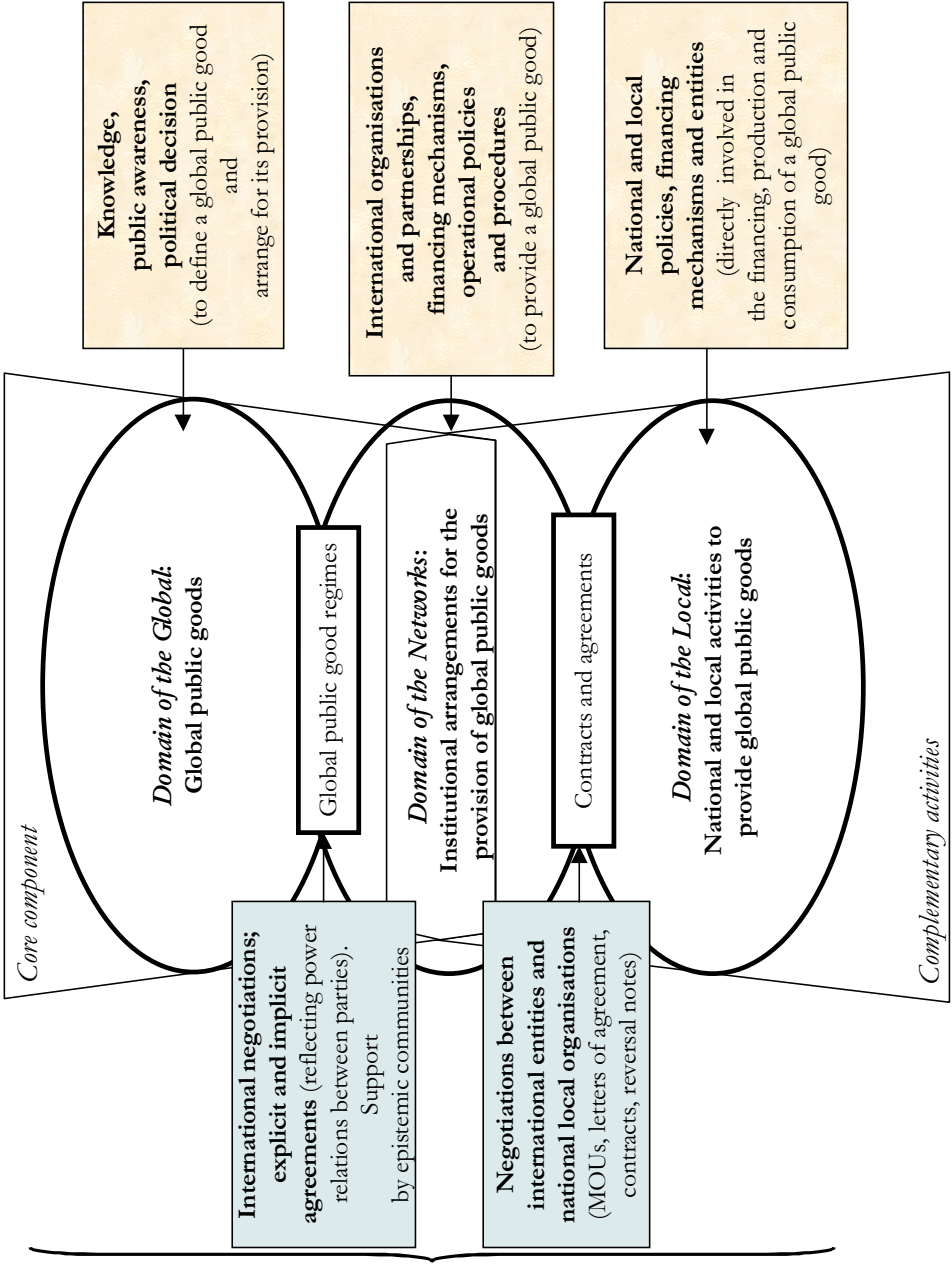 Core component
Knowledge,
public awareness,
political decision
(to define a global public good
and
arrange for its provision)
Domain of the Global:
Global public goods
International negotiations;
explicit and implicit
agreements (reflecting power
relations between parties).
Support
by epistemic communities
Global public good regimes
International organisations
and partnerships,
financing mechanisms,
operational policies
and procedures
(to provide a global public good)
Domain of the Networks:
Institutional arrangements for the
provision of global public goods
Negotiations between
international entities and
national local organisations
(MOUs, letters of agreement,
contracts, reversal notes)
Contracts and agreements
National and local
policies, financing
mechanisms and entities
(directly involved in
the financing, production and
consumption of a global public
good)
Domain of the Local:
National and local activities to
provide global public goods
Complementary activities